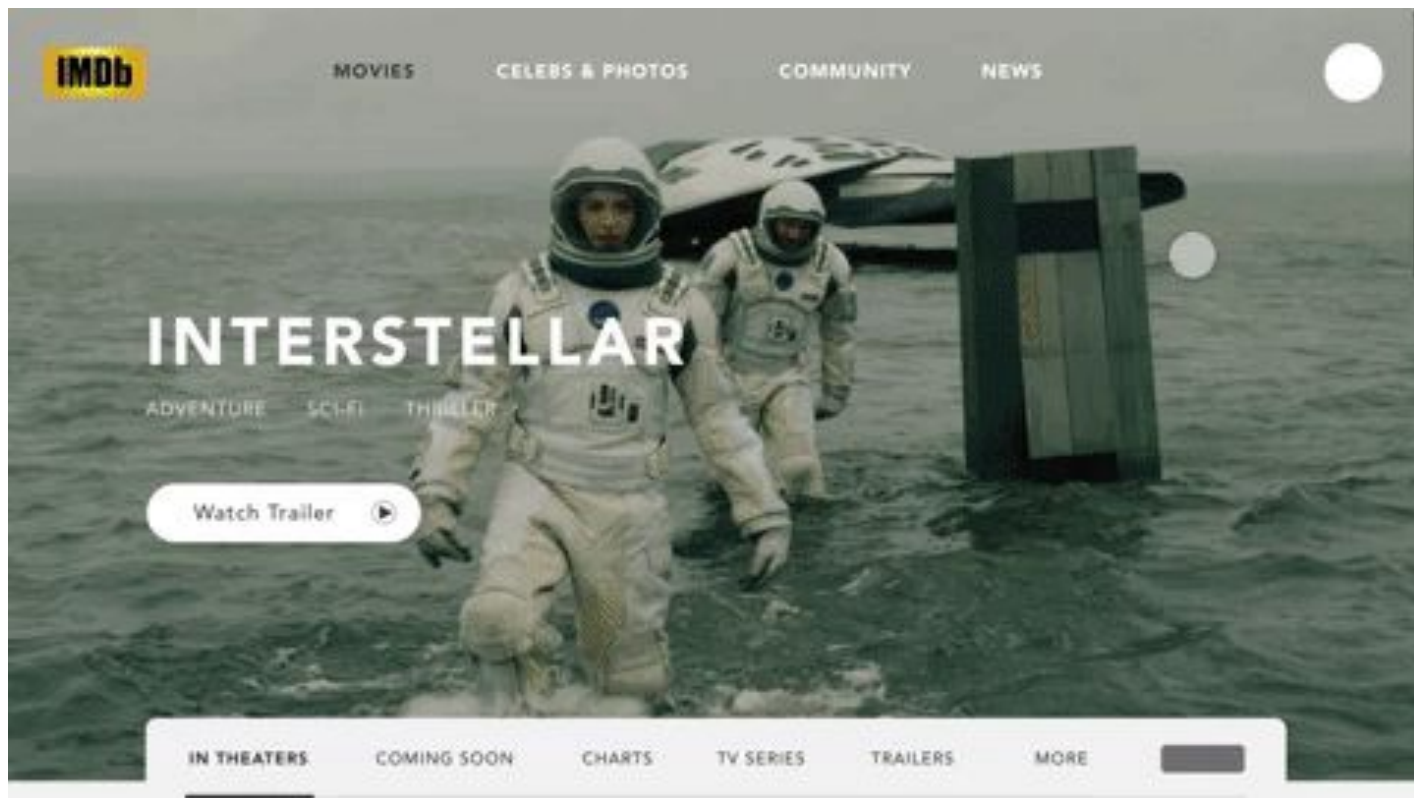 IMDb
MOVIES CELEBS & PHOTOS COMMUNITY NEWS
INTERSTELLAR
ADVENTURE SCI-FI THRILLER
Watch Trailer
IN THEATERS COMING SOON CHARTS TV SERIES TRAILERS MORE